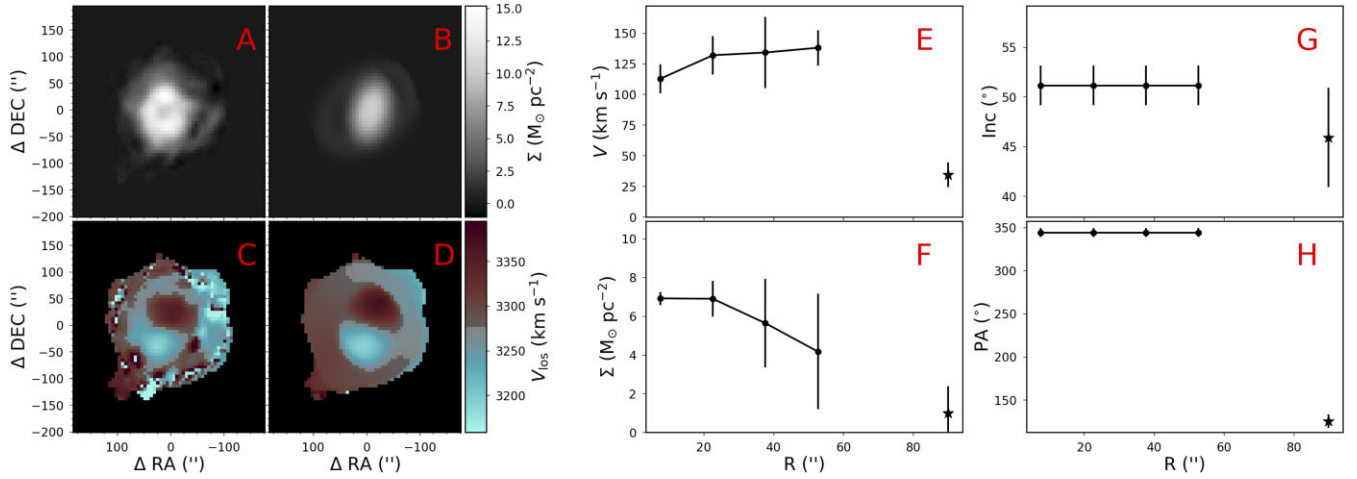 A
B
150
100
50
0
−50
−100
−150
−200
Δ DEC ('')
15.0
12.5
10.0
7.5
5.0
2.5
0.0
Σ (M⊙ pc⁻²)
C
D
150
100
50
0
−50
−100
−150
−200
Δ DEC ('')
3350
3300
3250
3200
V_los (km s⁻¹)
100 0 −100
100 0 −100
Δ RA ('')
Δ RA ('')
E
150
125
100
75
50
25
0
V (km s⁻¹)
F
10
8
6
4
2
0
Σ (M⊙ pc⁻²)
0 20 40 60 80
R ('')
G
55
50
45
40
Inc (°)
H
350
300
250
200
150
PA (°)
0 20 40 60 80
R ('')